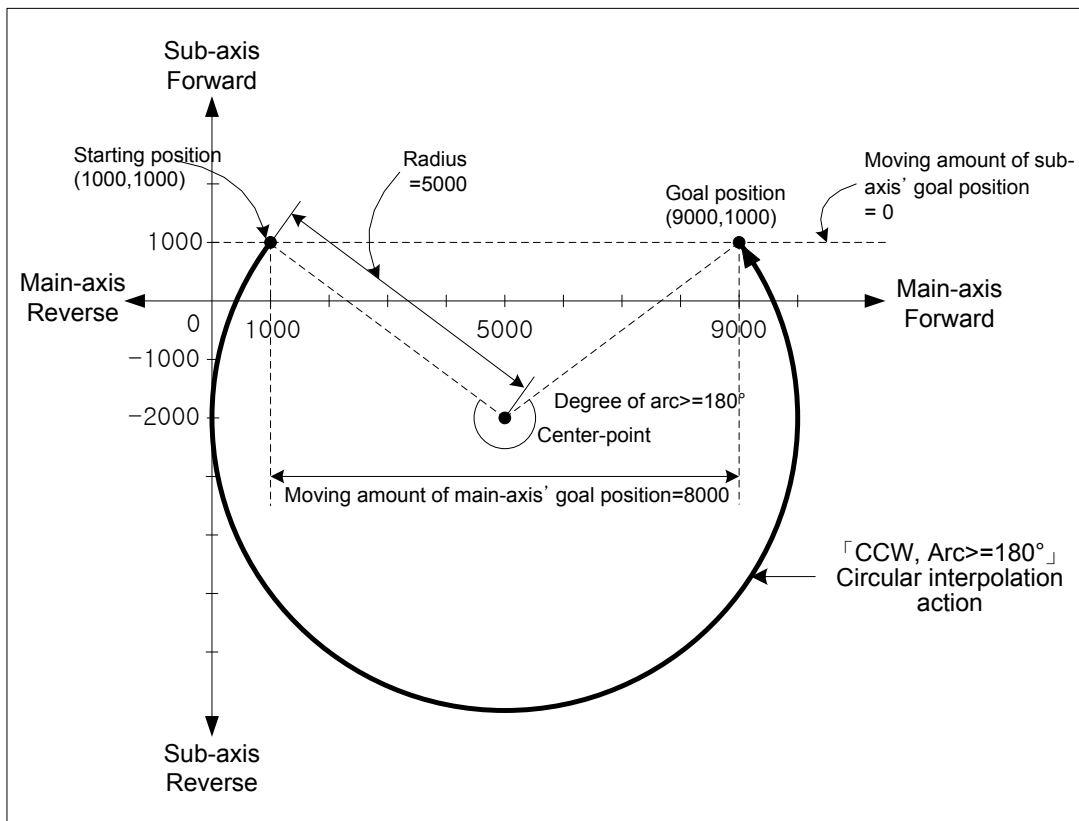 Sub-axis
Forward
Starting position
(1000,1000)
Radius
=5000
Goal position
(9000,1000)
Moving amount of sub-
axis’ goal position
= 0
1000
Main-axis
Reverse
0
1000
5000
9000
Main-axis
Forward
-1000
-2000
Degree of arc>=180°
Center-point
Moving amount of main-axis’ goal position=8000
「CCW, Arc>=180°」
Circular interpolation
action
Sub-axis
Reverse